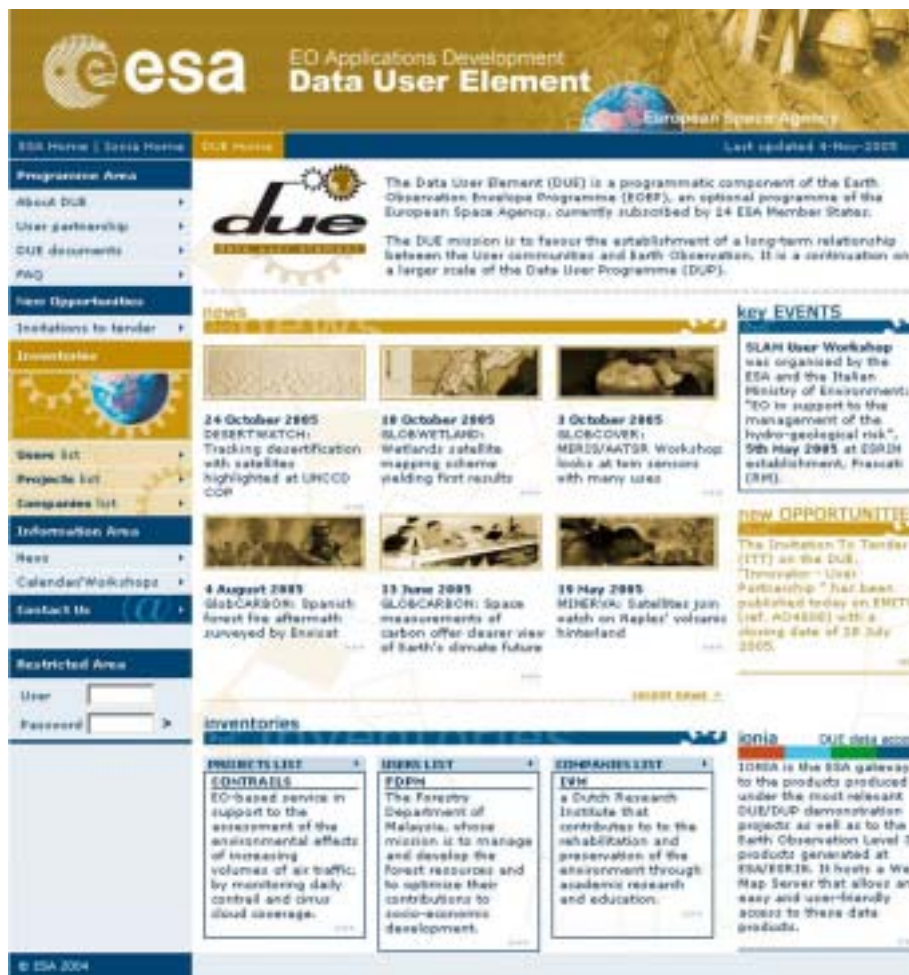 esa
EO Applications Development
Data User Element
European Space Agency
ESA Home | Ionia Home
DUE Home
Last updated 4-Nov-2005
Programme Area
About DUE
User partnership
DUE documents
FAQ
New Opportunities
Invitations to tender
Inventories
Users list
Projects list
Companies list
Information Area
News
Calendar/Workshops
Contact Us
Restricted Area
User
Password
>
due
data user element
The Data User Element (DUE) is a programmatic component of the Earth
Observation Envelope Programme (EOEP), an optional programme of the
European Space Agency, currently subscribed by 14 ESA Member States.
The DUE mission is to favour the establishment of a long-term relationship
between the User communities and Earth Observation. It is a continuation on
a larger scale of the Data User Programme (DUP).
news
24 October 2005
DESERTWATCH:
Tracking desertification
with satellites
highlighted at UNCCD
COP
10 October 2005
GLOBWETLAND:
Wetlands satellite
mapping scheme
yielding first results
3 October 2005
GLOBCOVER:
MERIS/AATSR Workshop
looks at twin sensors
with many uses
4 August 2005
GlobCARBON: Spanish
forest fire aftermath
surveyed by Envisat
13 June 2005
GLOBCARBON: Space
measurements of
carbon offer clearer view
of Earth's climate future
19 May 2005
MINERVA: Satellites join
watch on Naples' volcanic
hinterland
recent news
key EVENTS
SLAM User Workshop
was organised by the
ESA and the Italian
Ministry of Environment:
"EO in support to the
management of the
hydro-geological risk",
5th May 2005 at ESRIN
establishment, Frascati
(RM).
new OPPORTUNITIE
The Invitation To Tender
(ITT) on the DUE,
"Innovator - User
Partnership" has been
published today on EMITS
(ref. AO4800) with a
closing date of 28 July
2005.
inventories
PROJECTS LIST
CONTRAILS
EO-based service in
support to the
assessment of the
environmental effects
of increasing
volumes of air traffic,
by monitoring daily
contrail and cirrus
cloud coverage.
USERS LIST
FDPM
The Forestry
Department of
Malaysia, whose
mission is to manage
and develop the
forest resources and
to optimize their
contributions to
socio-economic
development.
COMPANIES LIST
IVM
a Dutch Research
Institute that
contributes to to the
rehabilitation and
preservation of the
environment through
academic research
and education.
ionia
DUE data acces
IONIA is the ESA gateway
to the products produced
under the most relevant
DUE/DUP demonstration
projects as well as to the
Earth Observation Level 3
products generated at
ESA/ESRIN. It hosts a We
Map Server that allows an
easy and user-friendly
access to these data
products.
© ESA 2004